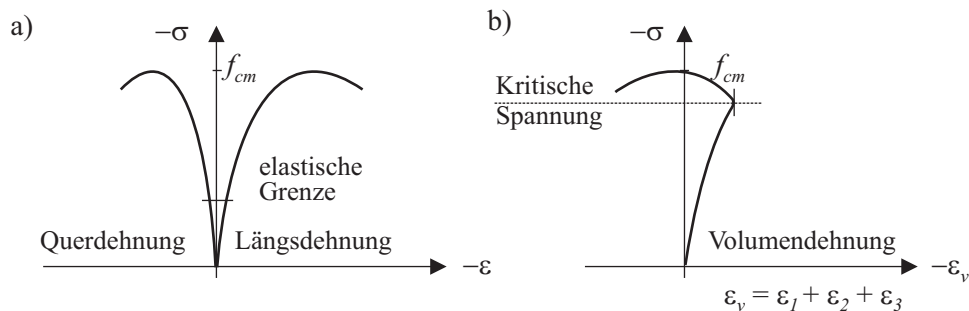 a)
−σ
f_cm
elastische
Grenze
Querdehnung
Längsdehnung
−ε
b)
−σ
f_cm
Kritische
Spannung
Volumendehnung
−ε_v
ε_v = ε_1 + ε_2 + ε_3